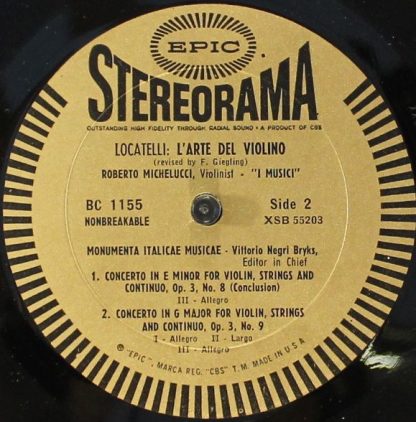 EPIC
STEREORAMA
OUTSTANDING HIGH FIDELITY THROUGH RADIAL SOUND • A PRODUCT OF CBS
LOCATELLI: L'ARTE DEL VIOLINO
(revised by F. Giegling)
ROBERTO MICHELUCCI, Violinist - "I MUSICI"
BC 1155 Side 2
NONBREAKABLE XSB 55203
MONUMENTA ITALICAE MUSICAE - Vittorio Negri Bryks,
Editor in Chief
1. CONCERTO IN E MINOR FOR VIOLIN, STRINGS AND
CONTINUO, Op. 3, No. 8 (Conclusion)
III - Allegro
2. CONCERTO IN G MAJOR FOR VIOLIN, STRINGS
AND CONTINUO, Op. 3, No. 9
I - Allegro II - Largo
III - Allegro
® "EPIC", MARCA REG. "CBS" T. M. MADE IN U.S.A